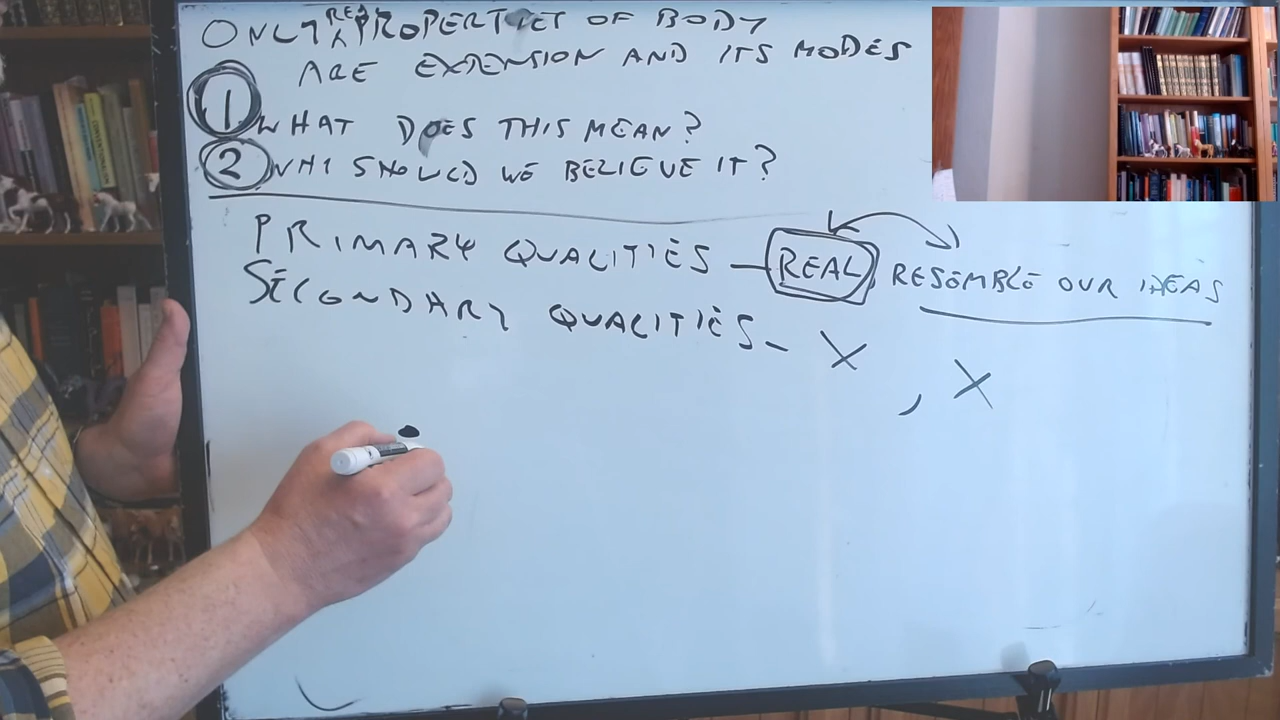 ONLY REAL PROPERTIES OF BODY
ARE EXTENSION AND ITS MODES
1 WHAT DOES THIS MEAN?
2 WHY SHOULD WE BELIEVE IT?
PRIMARY QUALITIES — REAL, RESEMBLE OUR IDEAS
SECONDARY QUALITIES - X , X